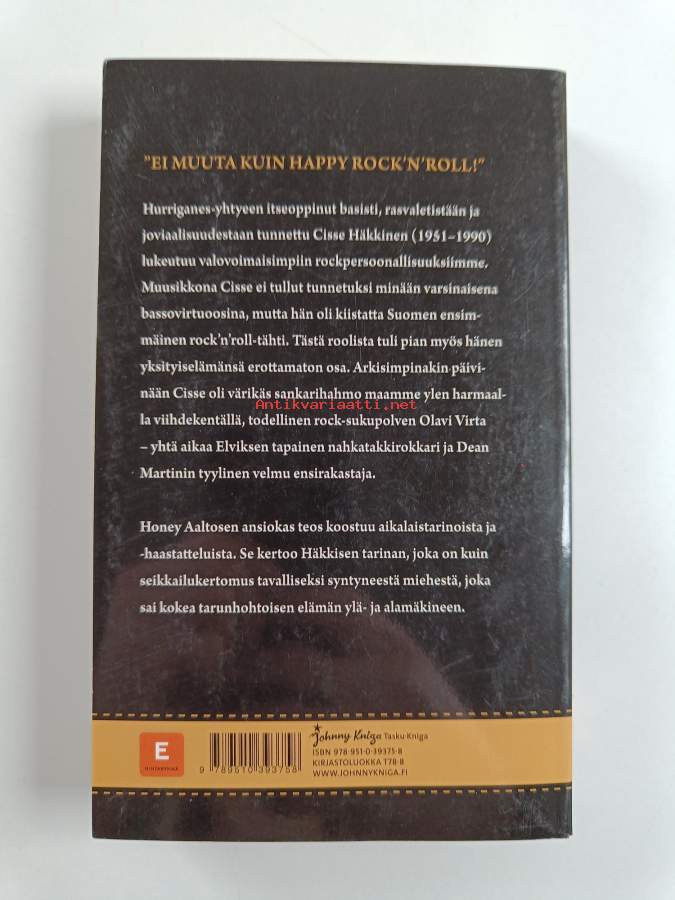 "EI MUUTA KUIN HAPPY ROCK'N'ROLL!"
Hurriganes-yhtyeen itseoppinut basisti, rasvaletistään ja
joviaalisuudestaan tunnettu Cisse Häkkinen (1951–1990)
lukeutuu valovoimaisimpiin rockpersoonallisuuksiimme.
Muusikkona Cisse ei tullut tunnetuksi minään varsinaisena
bassovirtuoosina, mutta hän oli kiistatta Suomen ensim-
mäinen rock'n'roll-tähti. Tästä roolista tuli pian myös hänen
yksityiselämänsä erottamaton osa. Arkisimpinakin päivi-
nään Cisse oli värikäs sankarihahmo maamme ylen harmaal-
Antikvariaatti.net
la viihdekentällä, todellinen rock-sukupolven Olavi Virta
– yhtä aikaa Elviksen tapainen nahkatakkirokkari ja Dean
Martinin tyylinen velmu ensirakastaja.
Honey Aaltosen ansiokas teos koostuu aikalaistarinoista ja
-haastatteluista. Se kertoo Häkkisen tarinan, joka on kuin
seikkailukertomus tavalliseksi syntyneestä miehestä, joka
sai kokea tarunhohtoisen elämän ylä- ja alamäkineen.
E
HINTARYHMÄ
9 789510 393758
Johnny Kniga Tasku-Kniga
ISBN 978-951-0-39375-8
KIRJASTOLUOKKA T78-8
WWW.JOHNNYKNIGA.FI